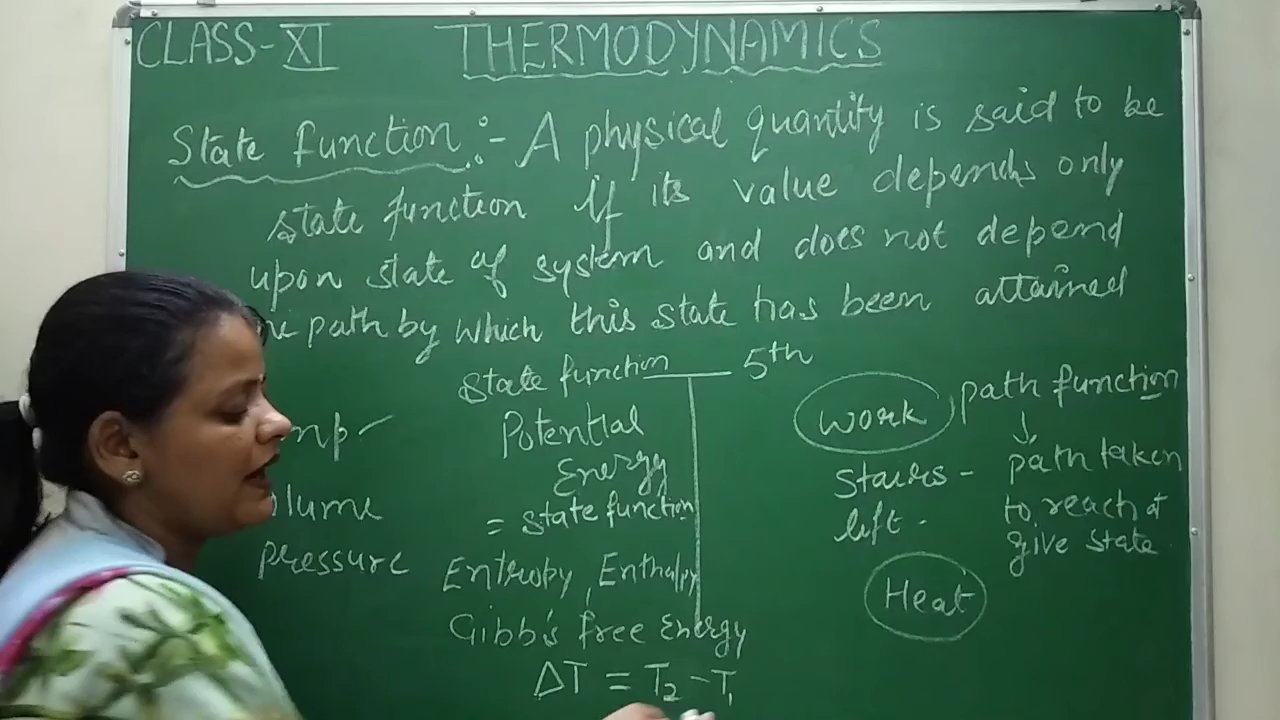 CLASS-XI THERMODYNAMICS
State function :- A physical quantity is said to be
state function if its value depends only
upon state of system and does not depend
path by which this state has been attained
state function 5th
Potential
Energy
= state function
Entropy, Enthalpy
Gibb's free Energy
ΔT = T2 - T1
pressure
work path function
↓
stairs - path taken
left - to reach at
give state
Heat